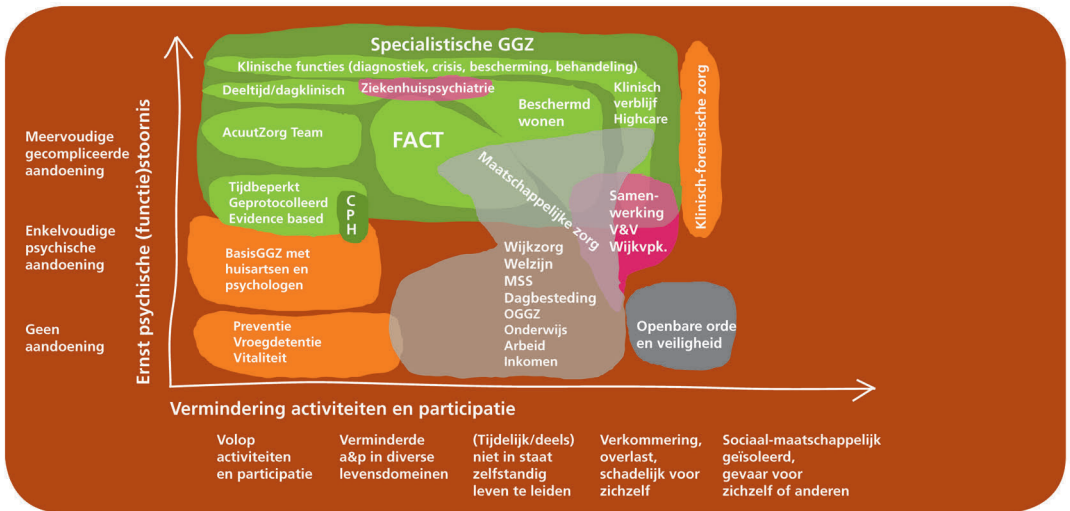 Specialistische GGZ
Klinische functies (diagnostiek, crisis, bescherming, behandeling)
Deeltijd/dagklinisch
Ziekenhuispsychiatrie
Klinisch
verblijf
Highcare
Beschermd
wonen
AcuutZorg Team
FACT
Klinisch-forensische zorg
Ernst psychische (functie)stoornis
Meervoudige
gecompliceerde
aandoening
Maatschappelijke zorg
Tijdbeperkt
Geprotocolleerd
Evidence based
C
P
H
Samen-
werking
V&V
Wijkvpk.
Enkelvoudige
psychische
aandoening
BasisGGZ met
huisartsen en
psychologen
Wijkzorg
Welzijn
MSS
Dagbesteding
OGGZ
Onderwijs
Arbeid
Inkomen
Geen
aandoening
Preventie
Vroegdetentie
Vitaliteit
Openbare orde
en veiligheid
Vermindering activiteiten en participatie
Volop
activiteiten
en participatie
Verminderde
a&p in diverse
levensdomeinen
(Tijdelijk/deels)
niet in staat
zelfstandig
leven te leiden
Verkommering,
overlast,
schadelijk voor
zichzelf
Sociaal-maatschappelijk
geïsoleerd,
gevaar voor
zichzelf of anderen